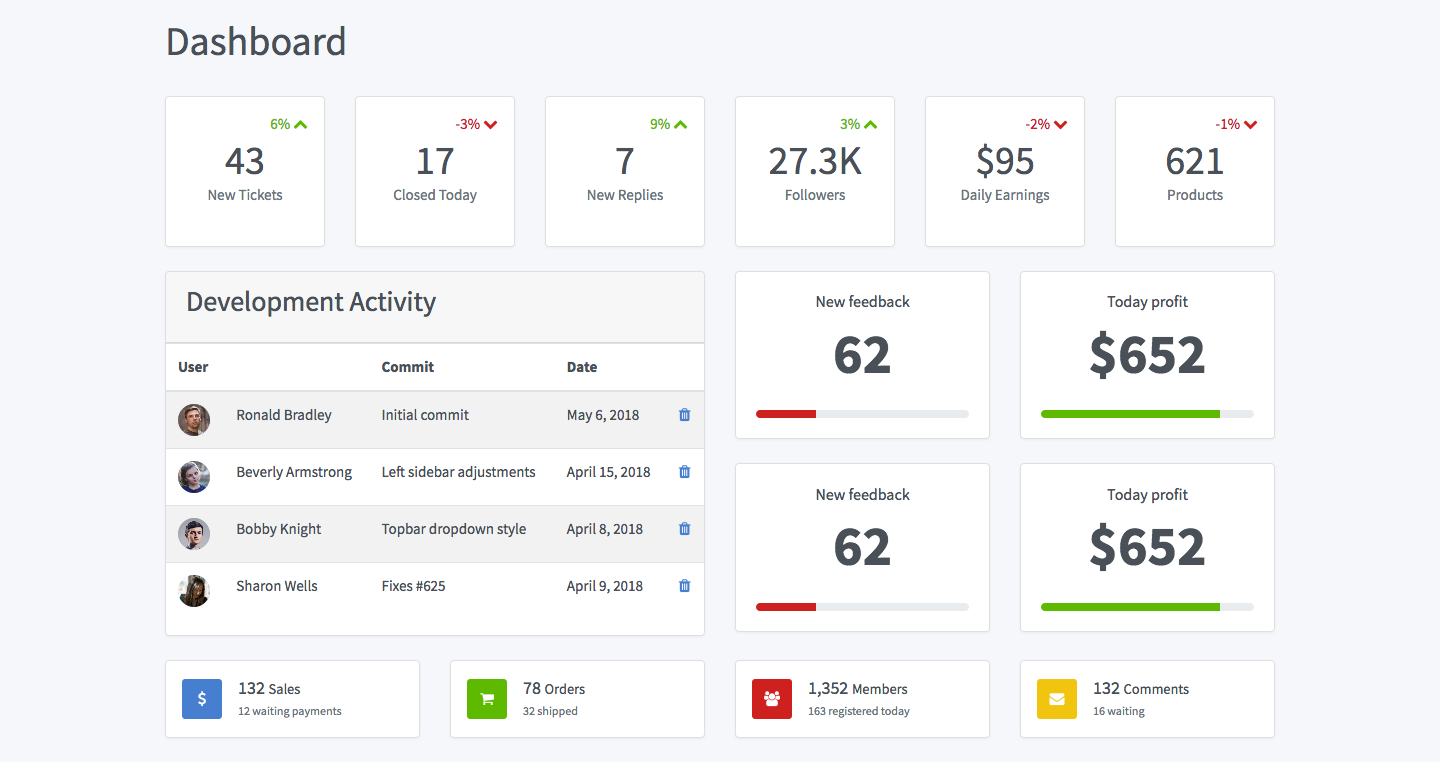 Dashboard
6%
43
New Tickets
-3%
17
Closed Today
9%
7
New Replies
3%
27.3K
Followers
-2%
$95
Daily Earnings
-1%
621
Products
Development Activity
User Commit Date
Ronald Bradley Initial commit May 6, 2018
Beverly Armstrong Left sidebar adjustments April 15, 2018
Bobby Knight Topbar dropdown style April 8, 2018
Sharon Wells Fixes #625 April 9, 2018
New feedback
62
Today profit
$652
New feedback
62
Today profit
$652
$
132 Sales
12 waiting payments
78 Orders
32 shipped
1,352 Members
163 registered today
132 Comments
16 waiting